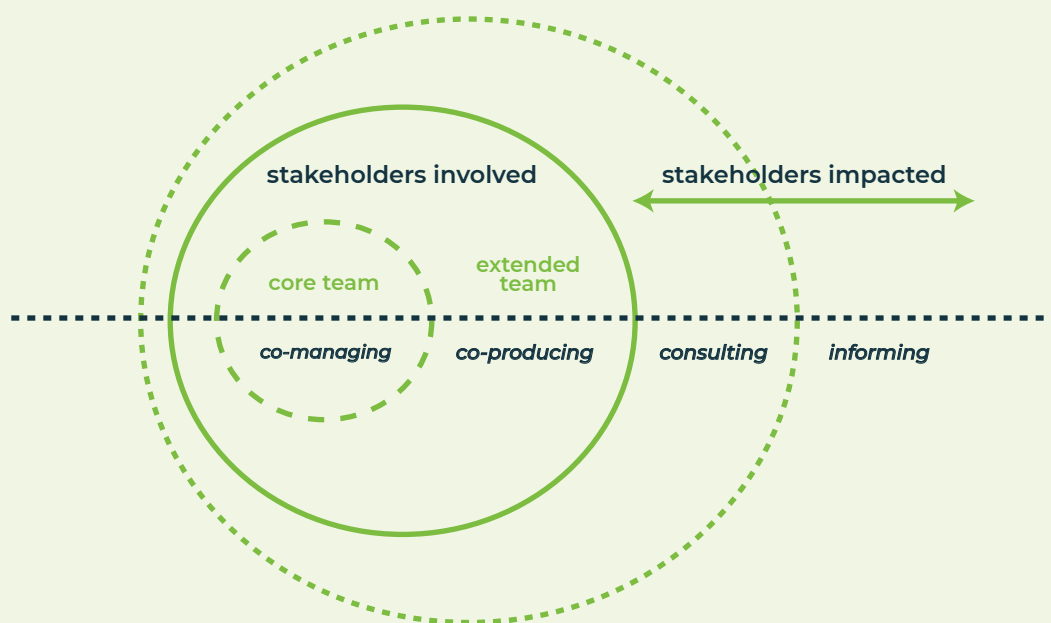 stakeholders involved
stakeholders impacted
core team
extended
team
co-managing
co-producing
consulting
informing